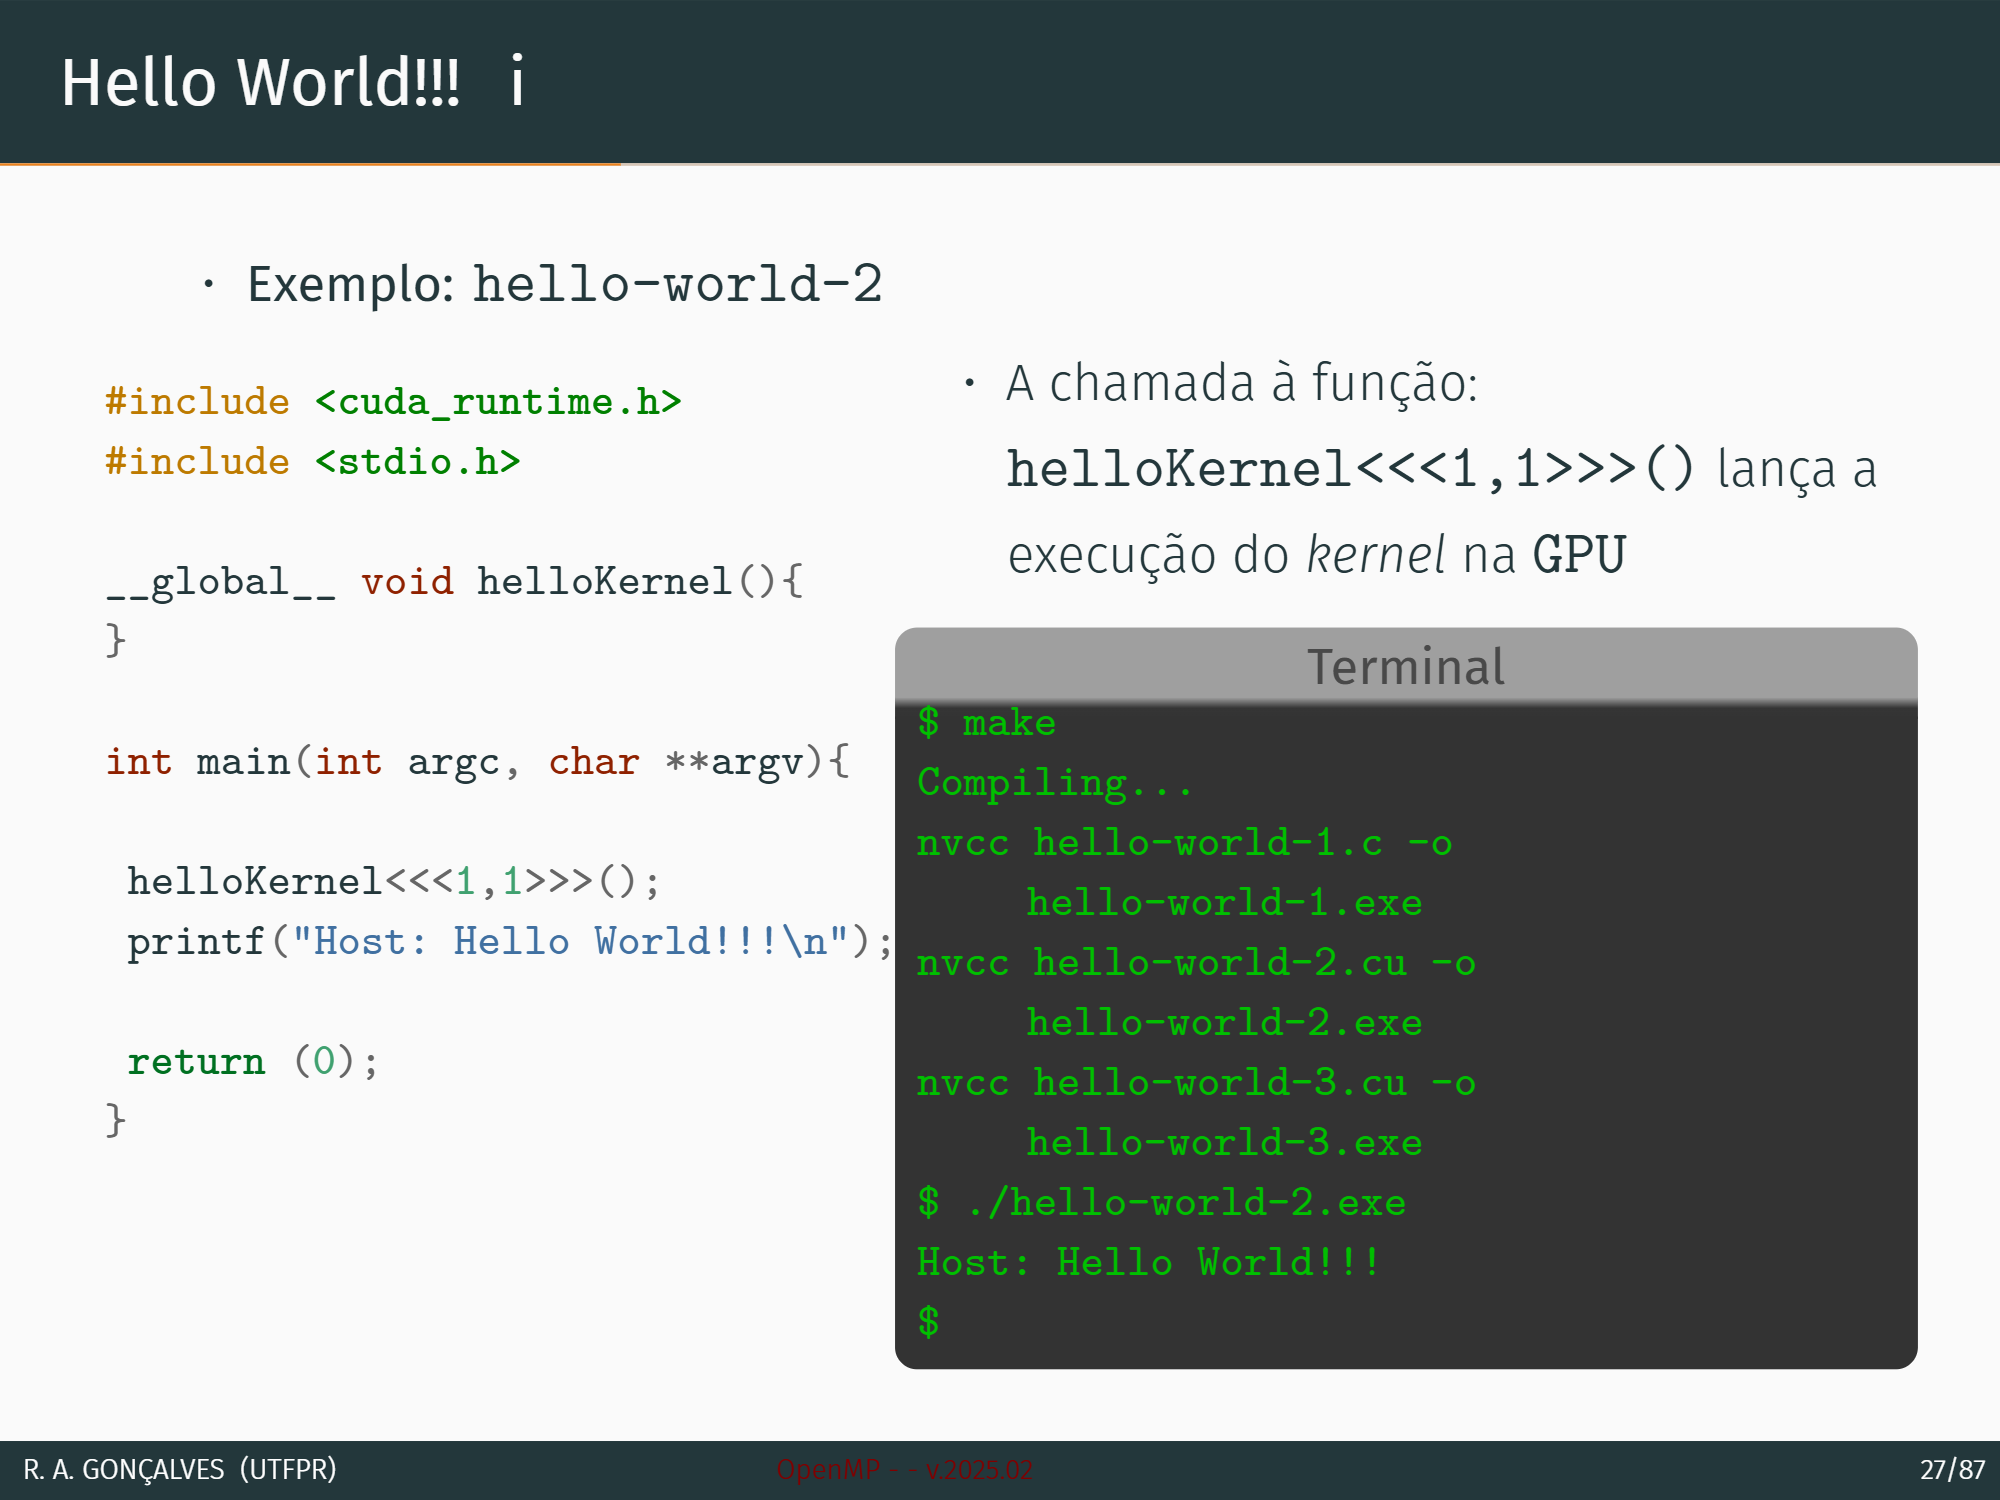 Hello World!!! i
• Exemplo: hello-world-2
#include <cuda_runtime.h>
#include <stdio.h>
__global__ void helloKernel(){
}
int main(int argc, char **argv){
helloKernel<<<1,1>>>();
printf("Host: Hello World!!!\n");
return (0);
}
• A chamada à função:
helloKernel<<<1,1>>>() lança a
execução do kernel na GPU
Terminal
$ make
Compiling...
nvcc hello-world-1.c -o
hello-world-1.exe
nvcc hello-world-2.cu -o
hello-world-2.exe
nvcc hello-world-3.cu -o
hello-world-3.exe
$ ./hello-world-2.exe
Host: Hello World!!!
$
R. A. GONÇALVES (UTFPR)
OpenMP - - v.2025.02
27/87